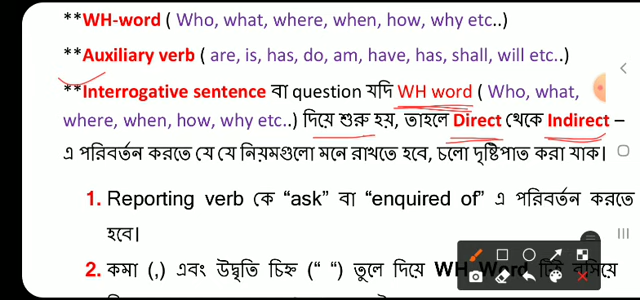 **WH-word ( Who, what, where, when, how, why etc..)
**Auxiliary verb ( are, is, has, do, am, have, has, shall, will etc..)
**Interrogative sentence বা question যদি WH word ( Who, what,
where, when, how, why etc..) দিয়ে শুরু হয়, তাহলে Direct থেকে Indirect –
এ পরিবর্তন করতে যে যে নিয়মগুলো মনে রাখতে হবে, চলো দৃষ্টিপাত করা যাক।
1. Reporting verb কে “ask” বা “enquired of” এ পরিবর্তন করতে
হবে।
2. কমা (,) এবং উদ্ধৃতি চিহ্ন (“ “) তুলে দিয়ে WH Word